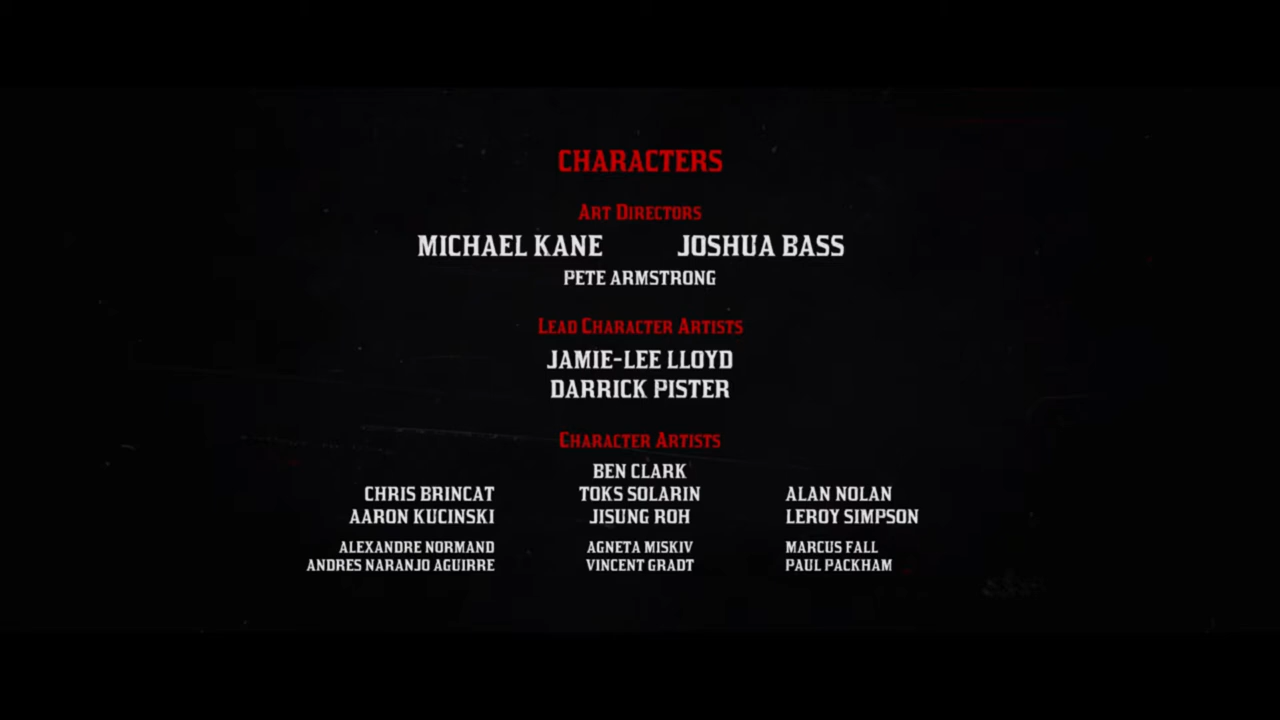 CHARACTERS
ART DIRECTORS
MICHAEL KANE JOSHUA BASS
PETE ARMSTRONG
LEAD CHARACTER ARTISTS
JAMIE-LEE LLOYD
DARRICK PISTER
CHARACTER ARTISTS
BEN CLARK
CHRIS BRINCAT TOKS SOLARIN ALAN NOLAN
AARON KUCINSKI JISUNG ROH LEROY SIMPSON
ALEXANDRE NORMAND AGNETA MISKIV MARCUS FALL
ANDRES NARANJO AGUIRRE VINCENT GRADT PAUL PACKHAM